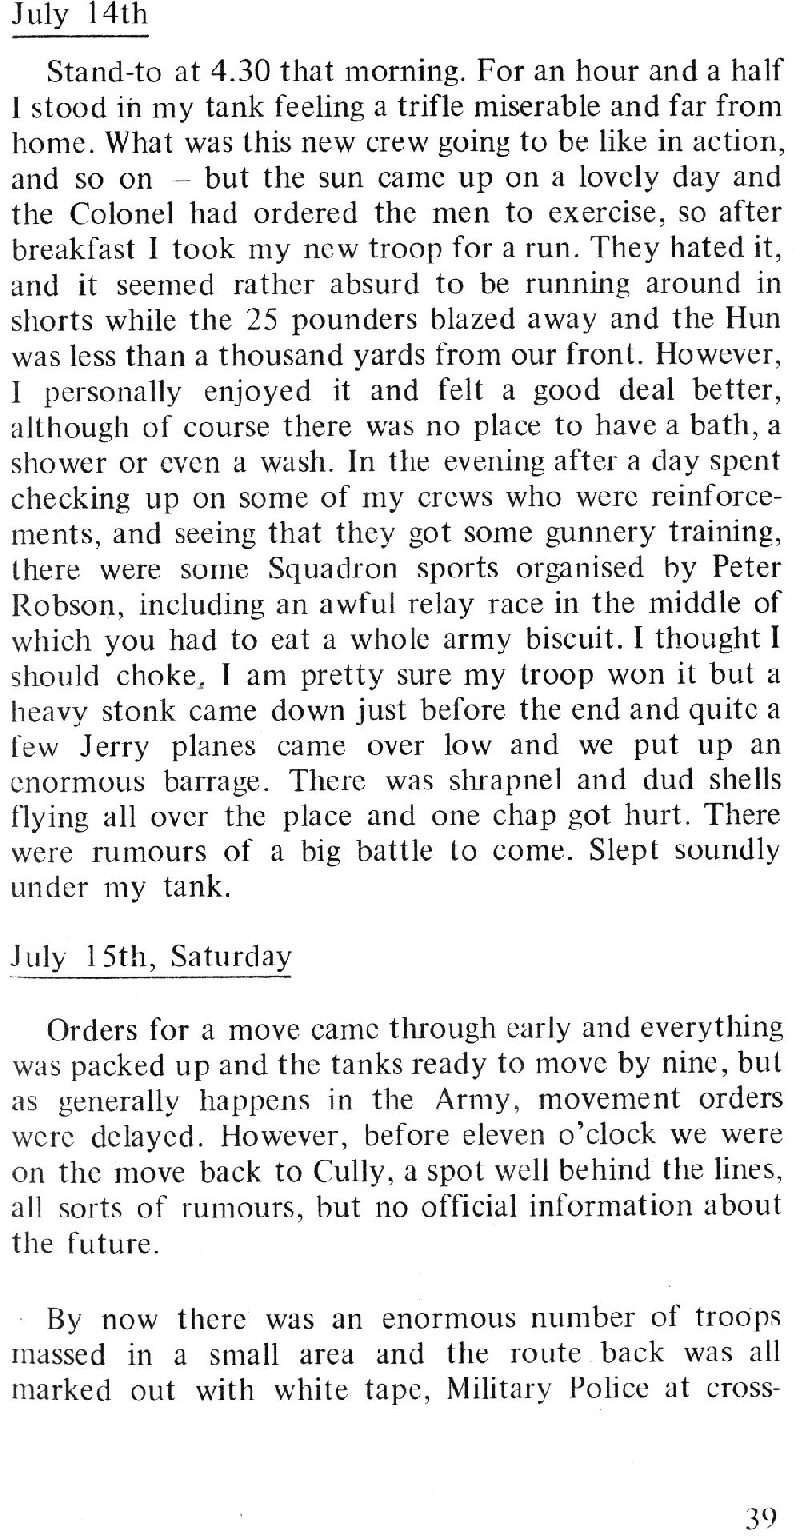 July 14th
Stand-to at 4.30 that morning. For an hour and a half
I stood in my tank feeling a trifle miserable and far from
home. What was this new crew going to be like in action,
and so on – but the sun came up on a lovely day and
the Colonel had ordered the men to exercise, so after
breakfast I took my new troop for a run. They hated it,
and it seemed rather absurd to be running around in
shorts while the 25 pounders blazed away and the Hun
was less than a thousand yards from our front. However,
I personally enjoyed it and felt a good deal better,
although of course there was no place to have a bath, a
shower or even a wash. In the evening after a day spent
checking up on some of my crews who were reinforce-
ments, and seeing that they got some gunnery training,
there were some Squadron sports organised by Peter
Robson, including an awful relay race in the middle of
which you had to eat a whole army biscuit. I thought I
should choke. I am pretty sure my troop won it but a
heavy stonk came down just before the end and quite a
few Jerry planes came over low and we put up an
enormous barrage. There was shrapnel and dud shells
flying all over the place and one chap got hurt. There
were rumours of a big battle to come. Slept soundly
under my tank.
July 15th, Saturday
Orders for a move came through early and everything
was packed up and the tanks ready to move by nine, but
as generally happens in the Army, movement orders
were delayed. However, before eleven o'clock we were
on the move back to Cully, a spot well behind the lines,
all sorts of rumours, but no official information about
the future.
By now there was an enormous number of troops
massed in a small area and the route back was all
marked out with white tape, Military Police at cross-
39